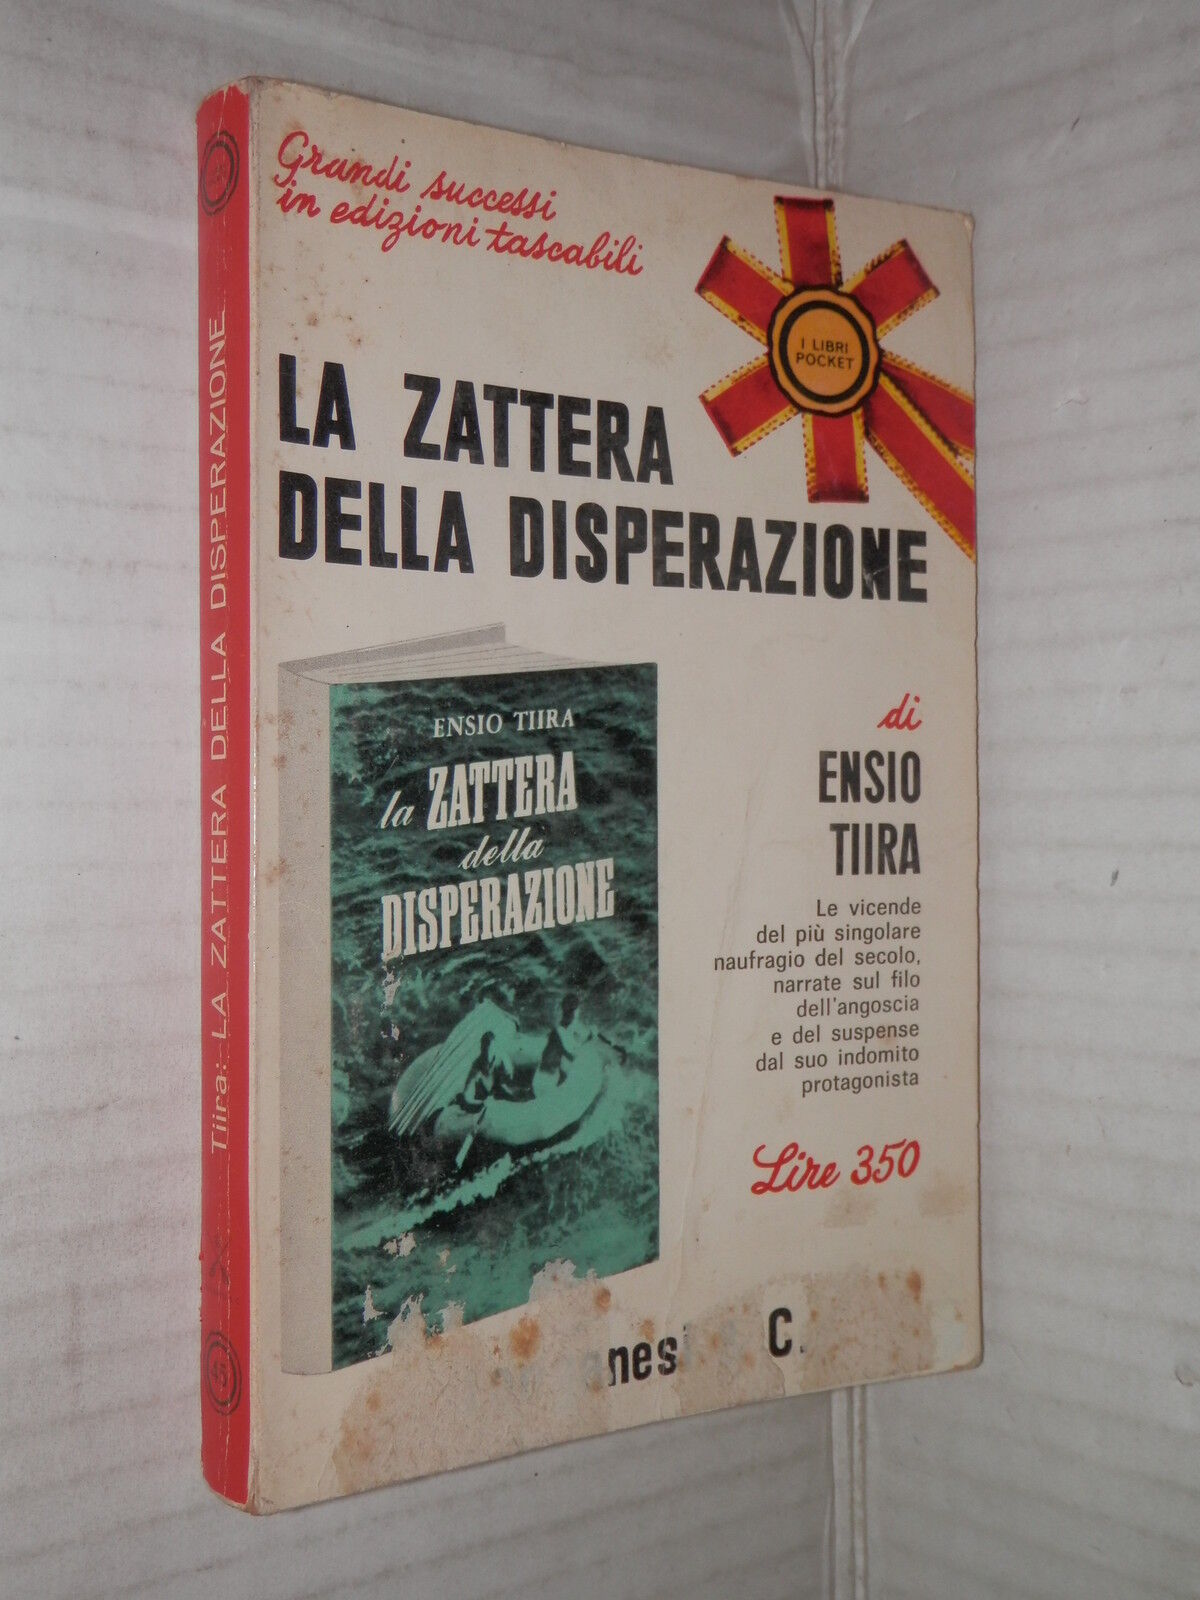 Grandi successi
in edizioni tascabili
I LIBRI
POCKET
LA ZATTERA
DELLA DISPERAZIONE
ENSIO TIIRA
la ZATTERA
della
DISPERAZIONE
di
ENSIO
TIIRA
Le vicende
del più singolare
naufragio del secolo,
narrate sul filo
dell'angoscia
e del suspense
dal suo indomito
protagonista
Lire 350
C.
Tiira: LA ZATTERA DELLA DISPERAZIONE